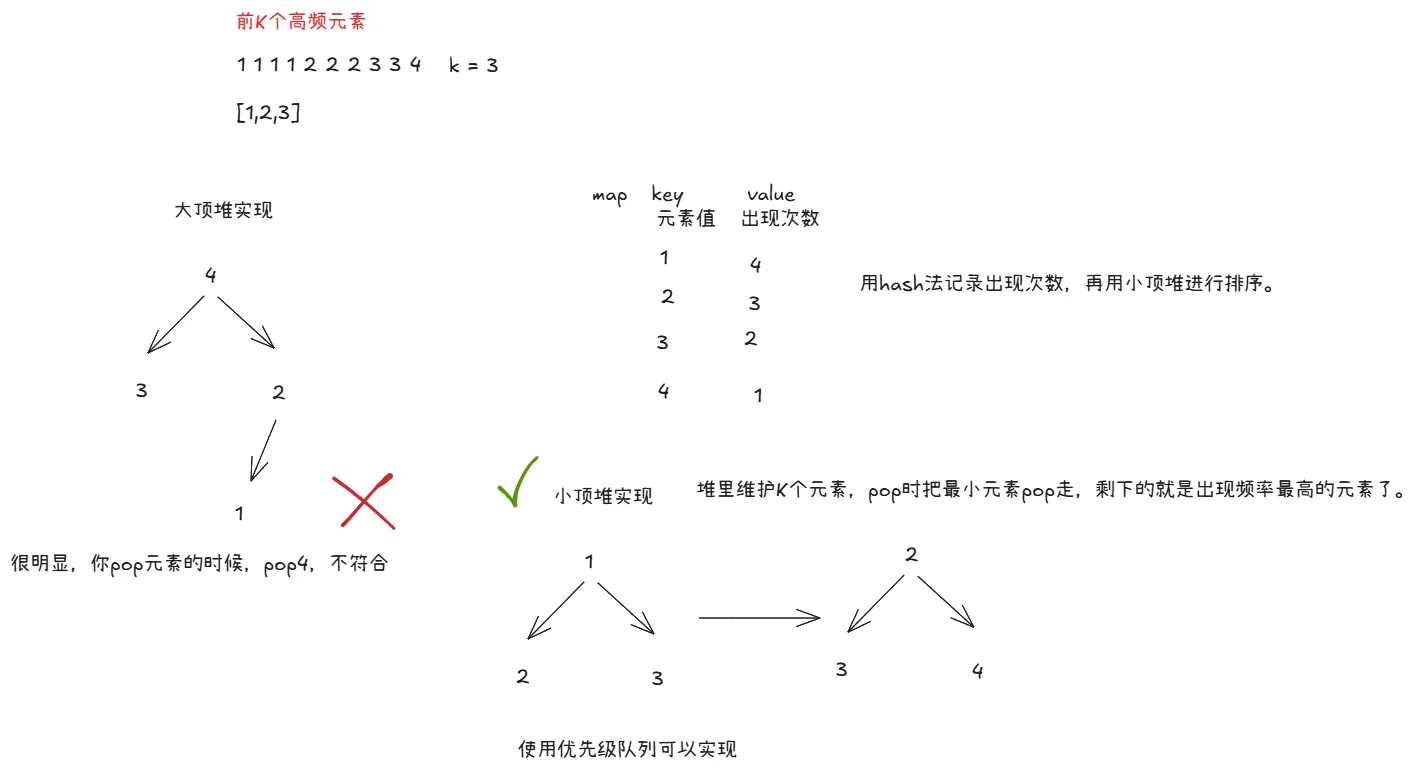 前K个高频元素
1 1 1 1 2 2 2 3 3 4 k = 3
[1,2,3]
大顶堆实现
4
3 2
1
很明显，你pop元素的时候，pop4，不符合
map key value
元素值 出现次数
1 4
2 3
3 2
4 1
用hash法记录出现次数，再用小顶堆进行排序。
小顶堆实现 堆里维护K个元素，pop时把最小元素pop走，剩下的就是出现频率最高的元素了。
1 2
2 3 3 4
使用优先级队列可以实现